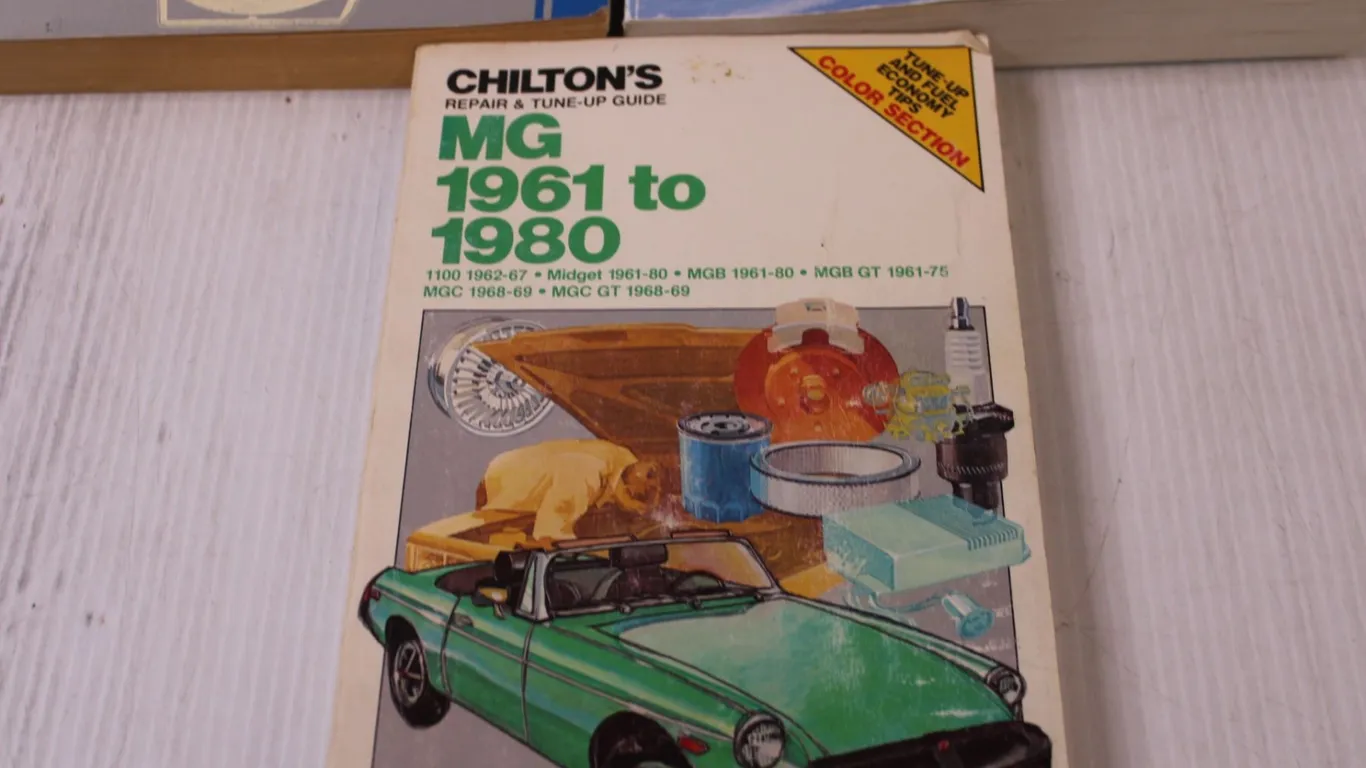 CHILTON'S
REPAIR & TUNE-UP GUIDE
MG
1961 to
1980
1100 1962-67 • Midget 1961-80 • MGB 1961-80 • MGB GT 1961-75
MGC 1968-69 • MGC GT 1968-69
TUNE-UP
AND FUEL
ECONOMY
TIPS
COLOR SECTION